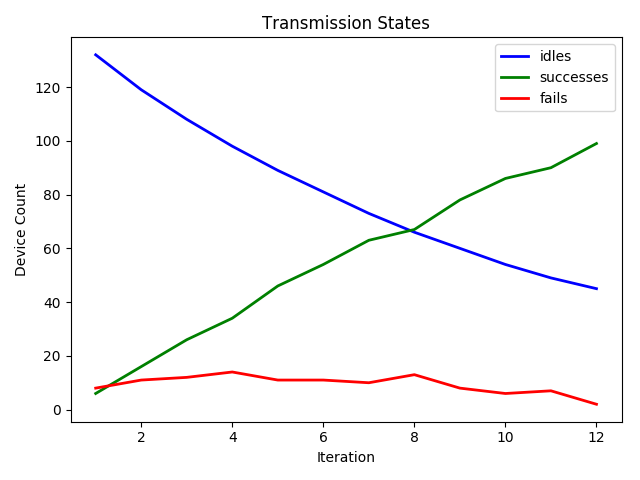 Transmission States
idles
successes
fails
Device Count
120
100
80
60
40
20
0
2 4 6 8 10 12
Iteration